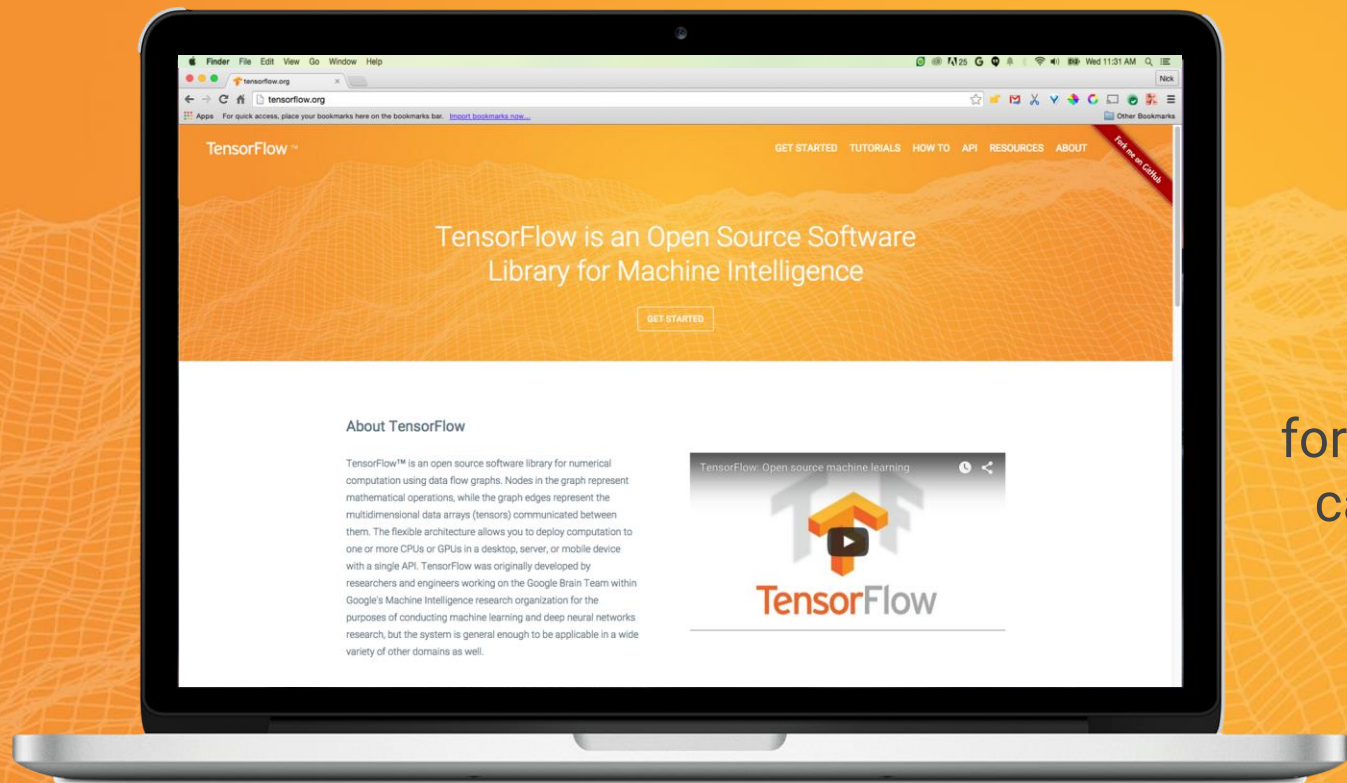 Finder File Edit View Go Window Help
25 Wed 11:31 AM
tensorflow.org
Nick
tensorflow.org
Apps For quick access, place your bookmarks here on the bookmarks bar. Import bookmarks now...
Other Bookmarks
TensorFlow ™
GET STARTED TUTORIALS HOW TO API RESOURCES ABOUT
Fork me on GitHub
TensorFlow is an Open Source Software
Library for Machine Intelligence
GET STARTED
About TensorFlow
TensorFlow™ is an open source software library for numerical
computation using data flow graphs. Nodes in the graph represent
mathematical operations, while the graph edges represent the
multidimensional data arrays (tensors) communicated between
them. The flexible architecture allows you to deploy computation to
one or more CPUs or GPUs in a desktop, server, or mobile device
with a single API. TensorFlow was originally developed by
researchers and engineers working on the Google Brain Team within
Google's Machine Intelligence research organization for the
purposes of conducting machine learning and deep neural networks
research, but the system is general enough to be applicable in a wide
variety of other domains as well.
TensorFlow: Open source machine learning
TensorFlow
for